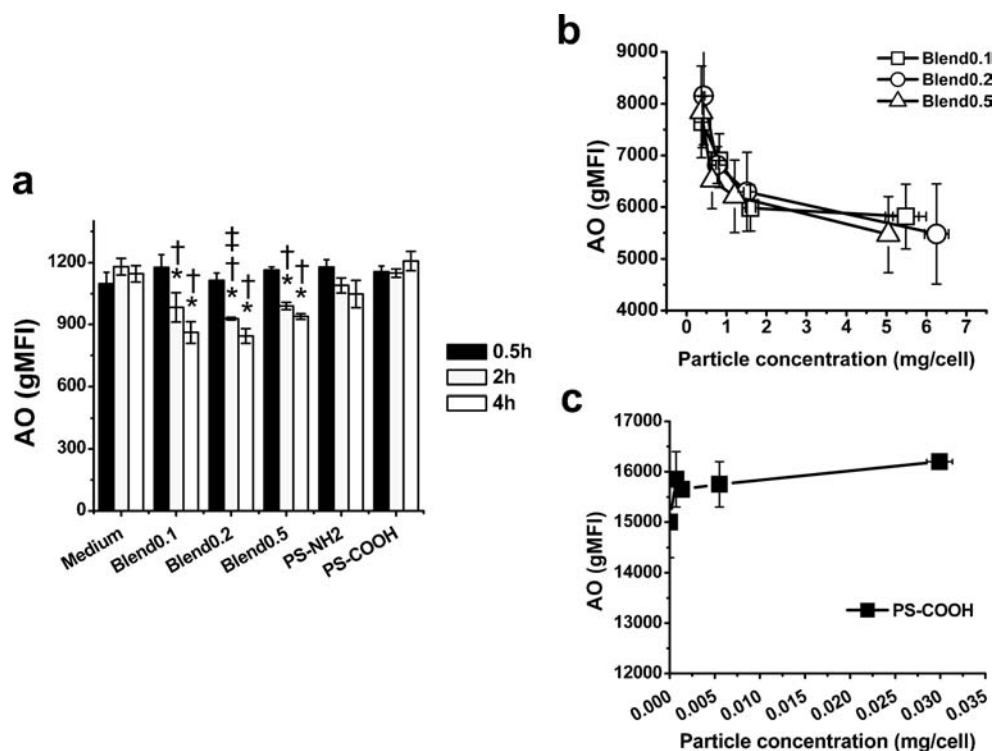 a
AO (gMFI)
1200
900
600
300
0
†
*
†
*
‡
†
*
†
*
†
*
†
*
0.5h
2h
4h
Medium
Blend0.1
Blend0.2
Blend0.5
PS-NH2
PS-COOH
b
AO (gMFI)
9000
8000
7000
6000
5000
4000
Blend0.1
Blend0.2
Blend0.5
0 1 2 3 4 5 6 7
Particle concentration (mg/cell)
c
AO (gMFI)
17000
16000
15000
14000
13000
12000
PS-COOH
0.000 0.005 0.010 0.015 0.020 0.025 0.030 0.035
Particle concentration (mg/cell)